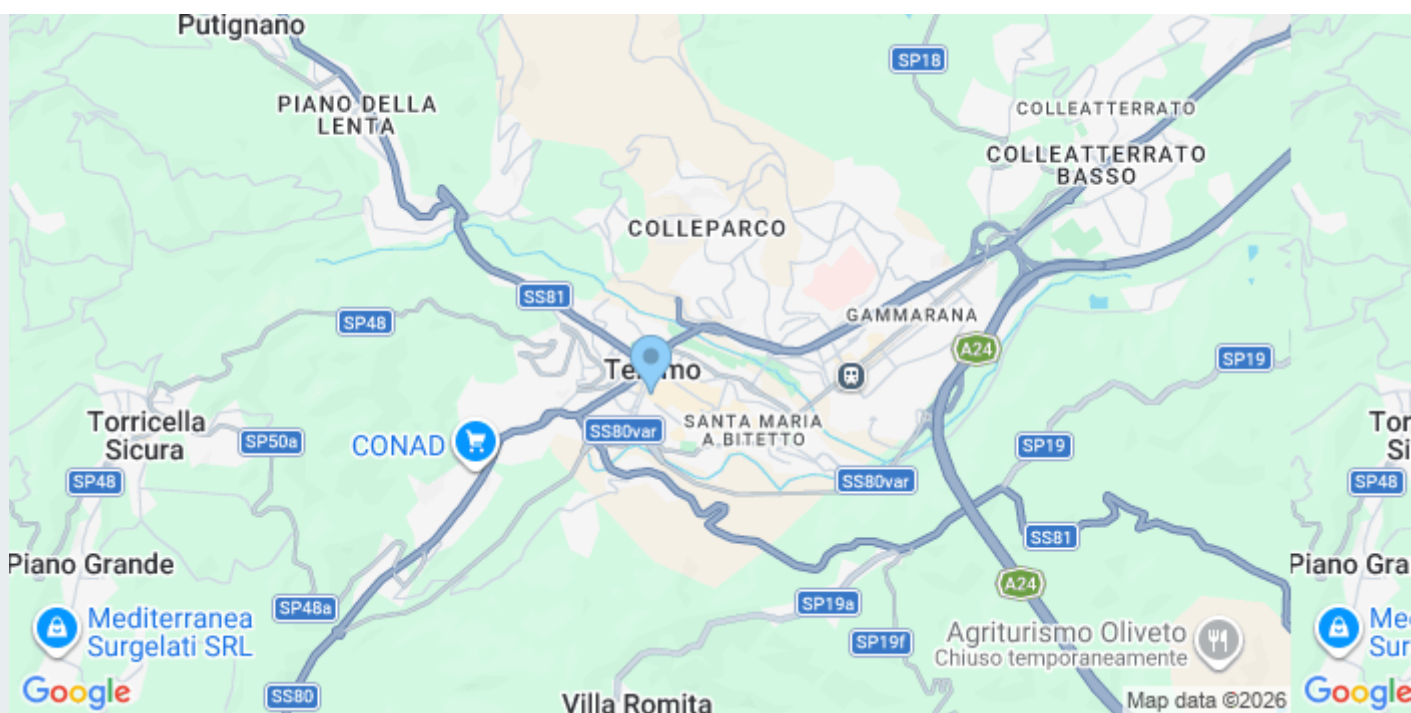 Putignano
SP18
PIANO DELLA
LENTA
COLLEATTERRATO
COLLEATTERRATO
BASSO
COLLEPARCO
SS81
SP48
GAMMARANA
A24
SP19
Torricella
Sicura
SP50a
CONAD
SS80var
SANTA MARIA
A.BITETTO
SP19
SP48
SS80var
SS81
Piano Grande
A24
SP48a
SP19a
Mediterranea
Surgelati SRL
SP19f
Agriturismo Oliveto
Chiuso temporaneamente
Google
SS80
Villa Romita
Map data ©2026
Tor
Si
SP48
Piano Gra
Me
Sur
Google